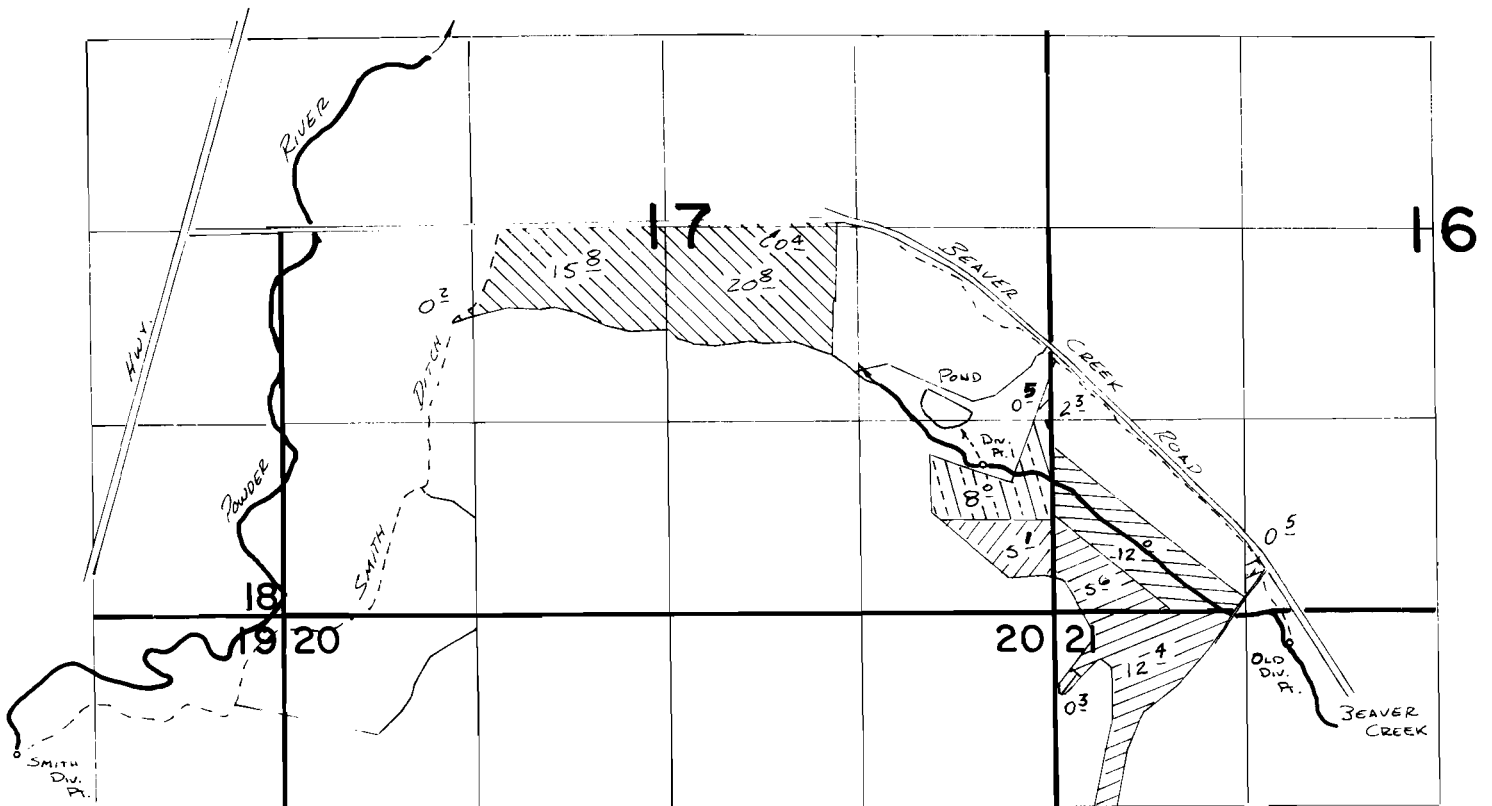 RIVER
17
16
C0 4
15 8
20 8
BEAVER
0 2
HWY.
DITCH
CREEK
POND
0 5
2 3
ROAD
DIV.
PT.1
POWDER
8 0
SMITH
5 1
12 0
0 5
5 6
18
19 20
20 21
12 4
OLD
DIV.
PT.
0 3
BEAVER
CREEK
SMITH
DIV.
PT.